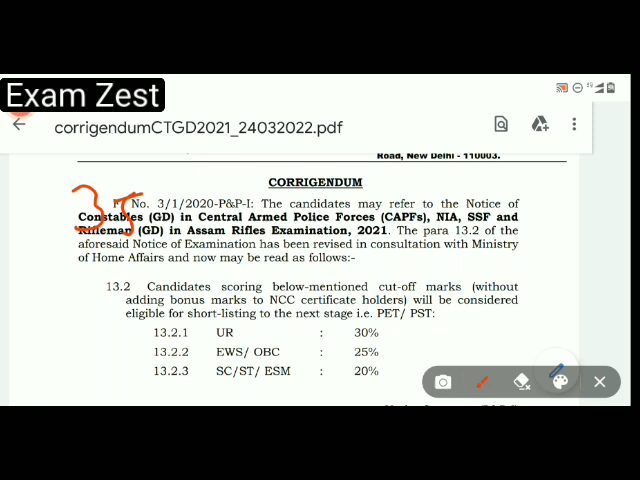 Exam Zest
corrigendumCTGD2021_24032022.pdf
Road, New Delhi - 110003.
CORRIGENDUM
35
F. No. 3/1/2020-P&P-I: The candidates may refer to the Notice of
Constables (GD) in Central Armed Police Forces (CAPFs), NIA, SSF and
Rifleman (GD) in Assam Rifles Examination, 2021. The para 13.2 of the
aforesaid Notice of Examination has been revised in consultation with Ministry
of Home Affairs and now may be read as follows:-
13.2 Candidates scoring below-mentioned cut-off marks (without
adding bonus marks to NCC certificate holders) will be considered
eligible for short-listing to the next stage i.e. PET/ PST:
13.2.1 UR : 30%
13.2.2 EWS/ OBC : 25%
13.2.3 SC/ST/ ESM : 20%